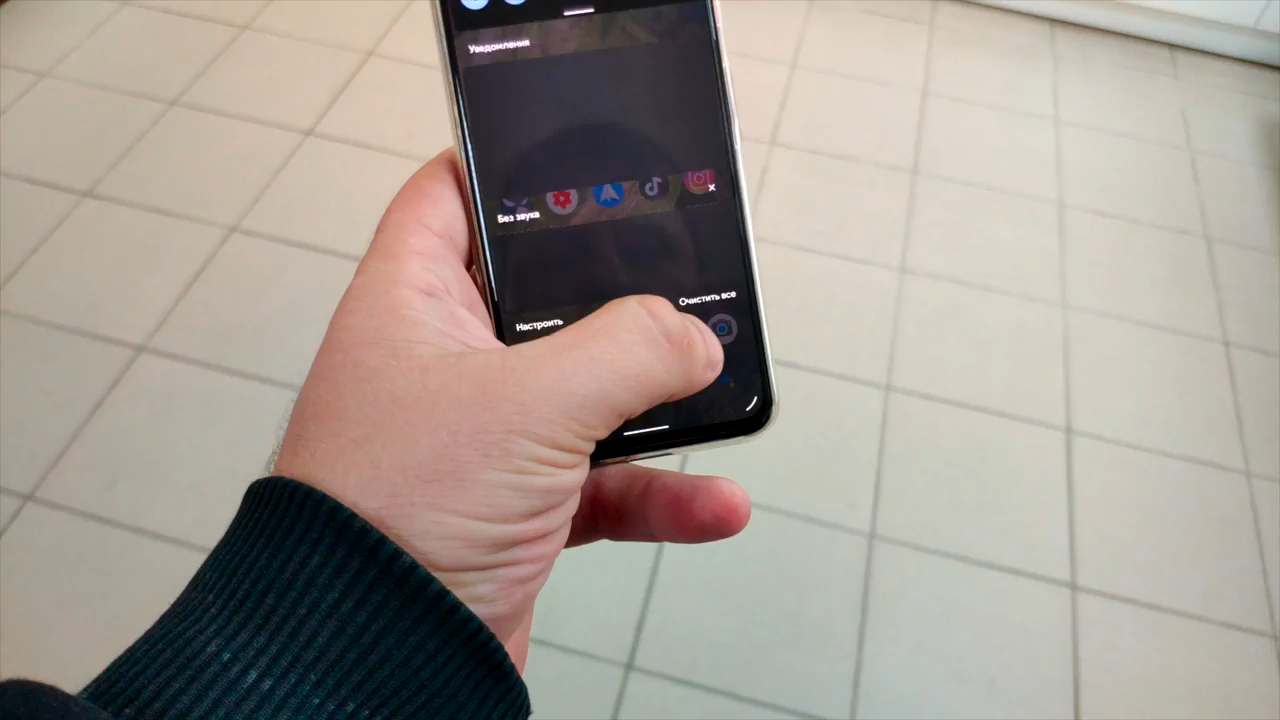 Уведомления
Без звука
Очистить все
Настроить